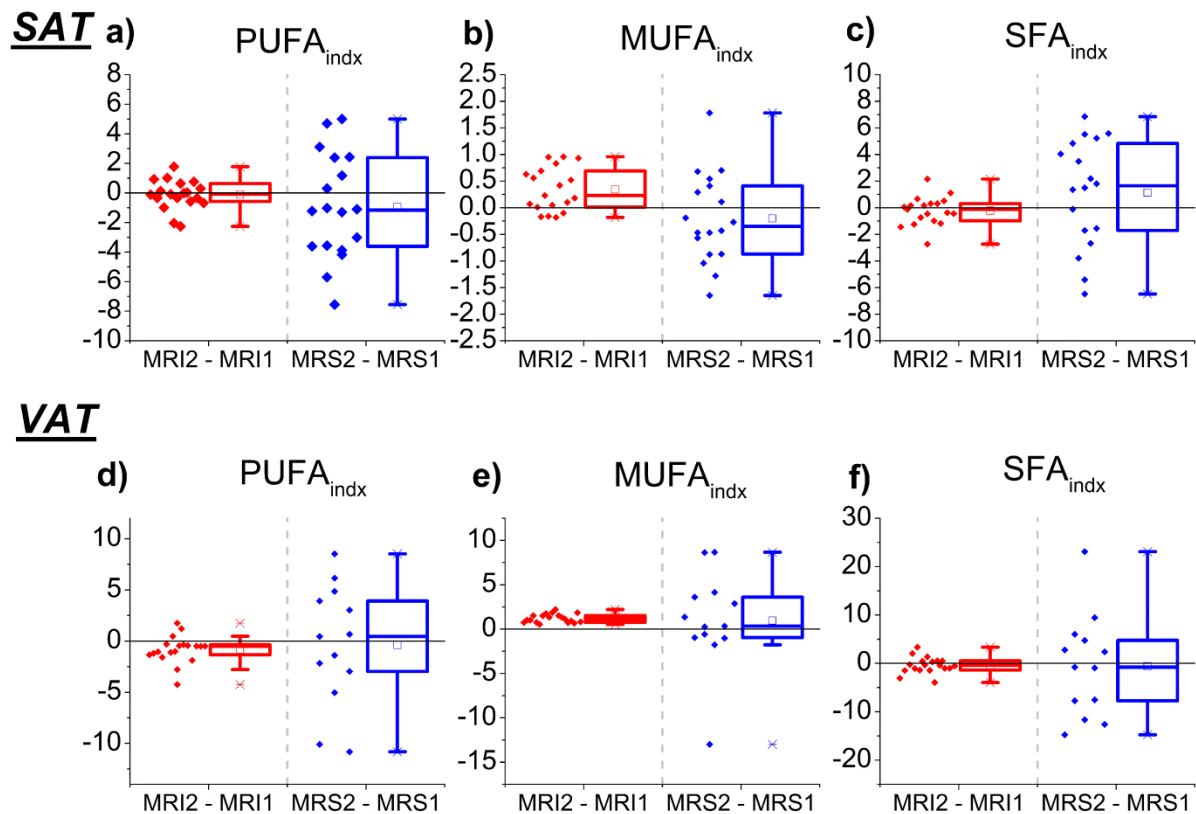 SAT a) PUFAindx b) MUFAindx c) SFAindx
8 2.5 10
6 2.0 8
4 1.5 6
2 1.0 4
0 0.5 2
-2 0.0 0
-4 -0.5 -2
-6 -1.0 -4
-8 -1.5 -6
-10 -2.0 -8
-2.5 -10
MRI2 - MRI1 MRS2 - MRS1 MRI2 - MRI1 MRS2 - MRS1 MRI2 - MRI1 MRS2 - MRS1
VAT
d) PUFAindx e) MUFAindx f) SFAindx
10 10 30
5 5 20
0 0 10
-5 -5 0
-10 -10 -10
-15 -20
MRI2 - MRI1 MRS2 - MRS1 MRI2 - MRI1 MRS2 - MRS1 MRI2 - MRI1 MRS2 - MRS1